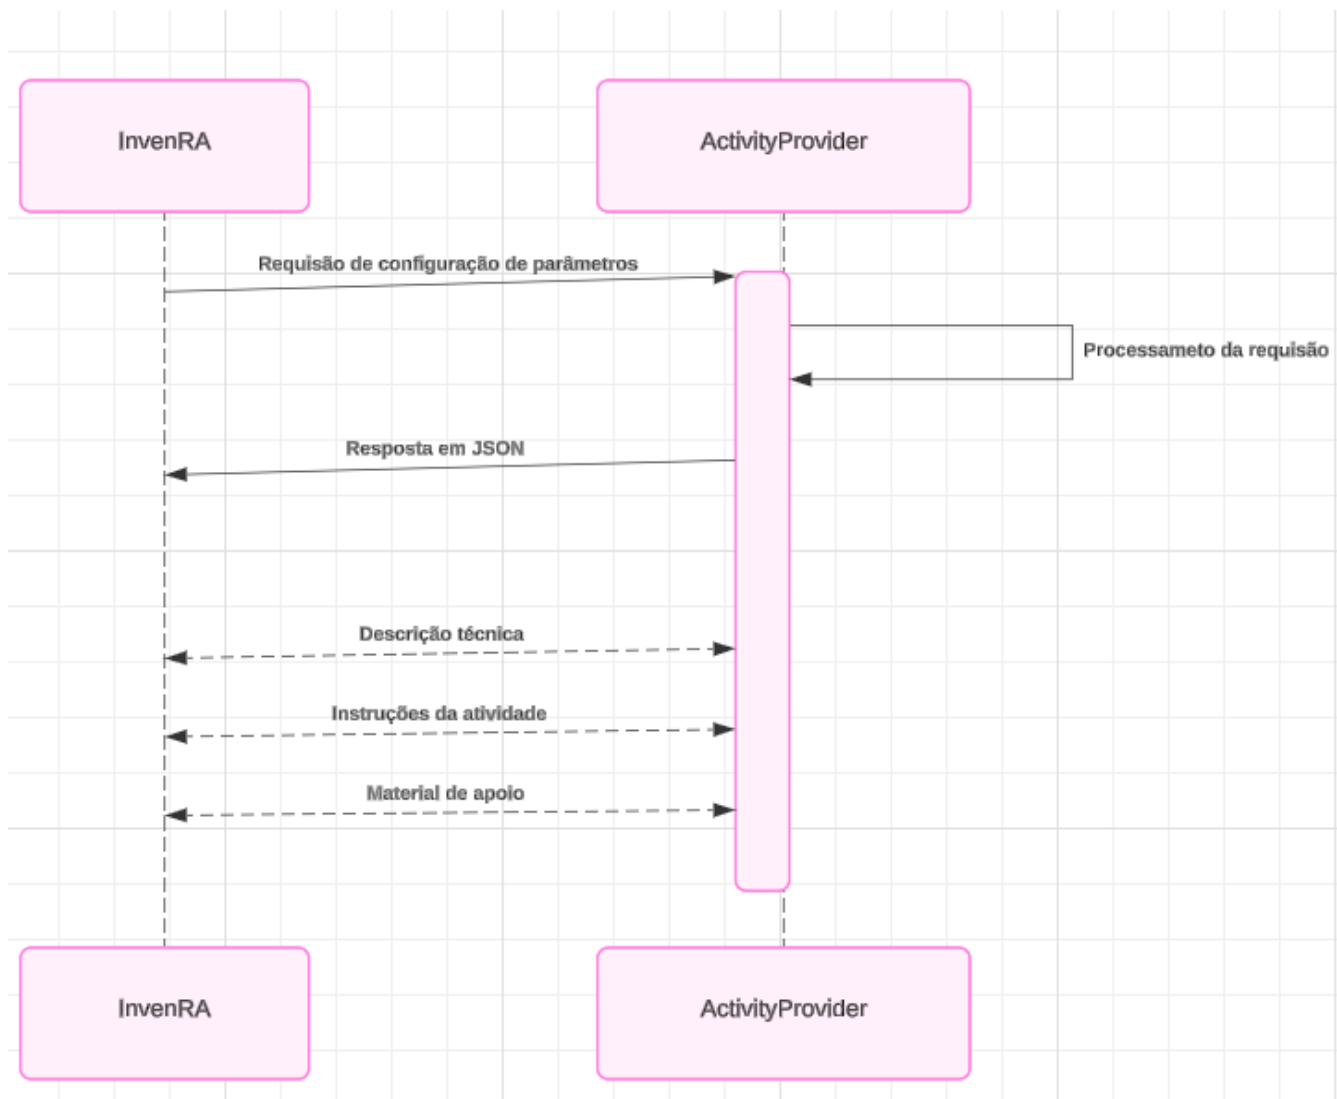 InvenRA
ActivityProvider
Requisão de configuração de parâmetros
Processameto da requisão
Resposta em JSON
Descrição técnica
Instruções da atividade
Material de apoio
InvenRA
ActivityProvider